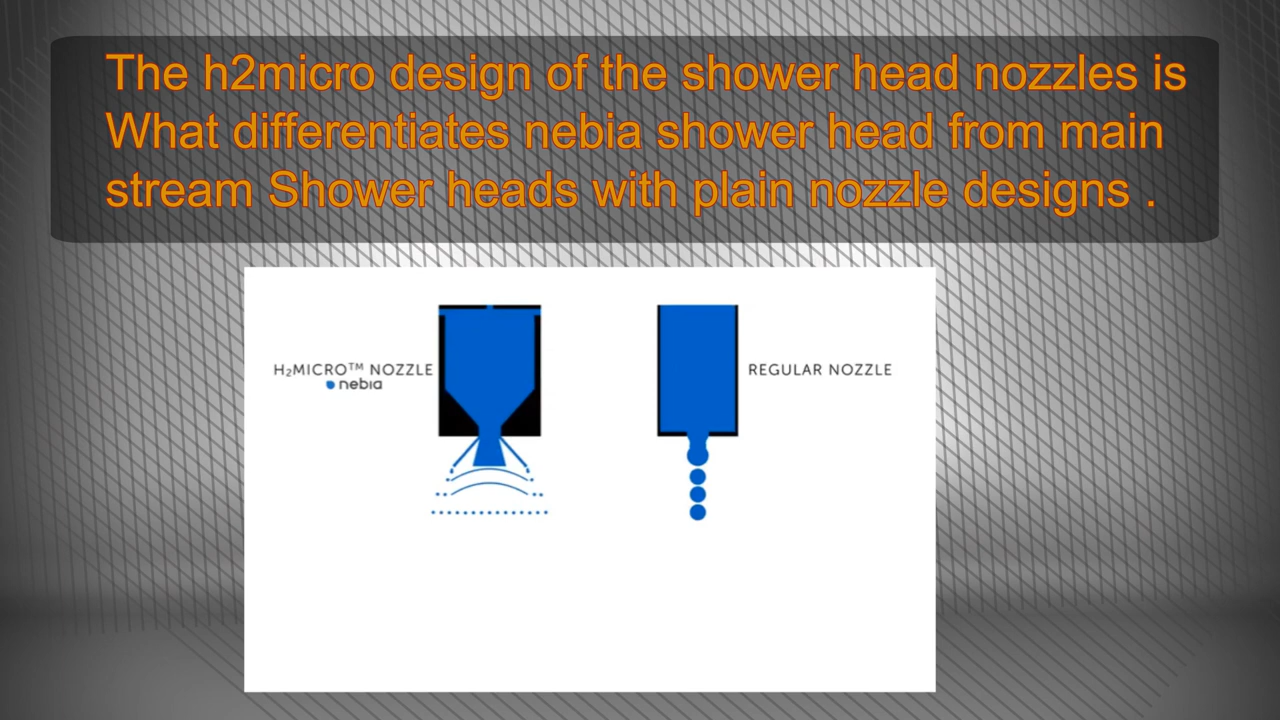 The h2micro design of the shower head nozzles is
What differentiates nebia shower head from main
stream Shower heads with plain nozzle designs .
H₂MICRO™ NOZZLE
nebia
REGULAR NOZZLE